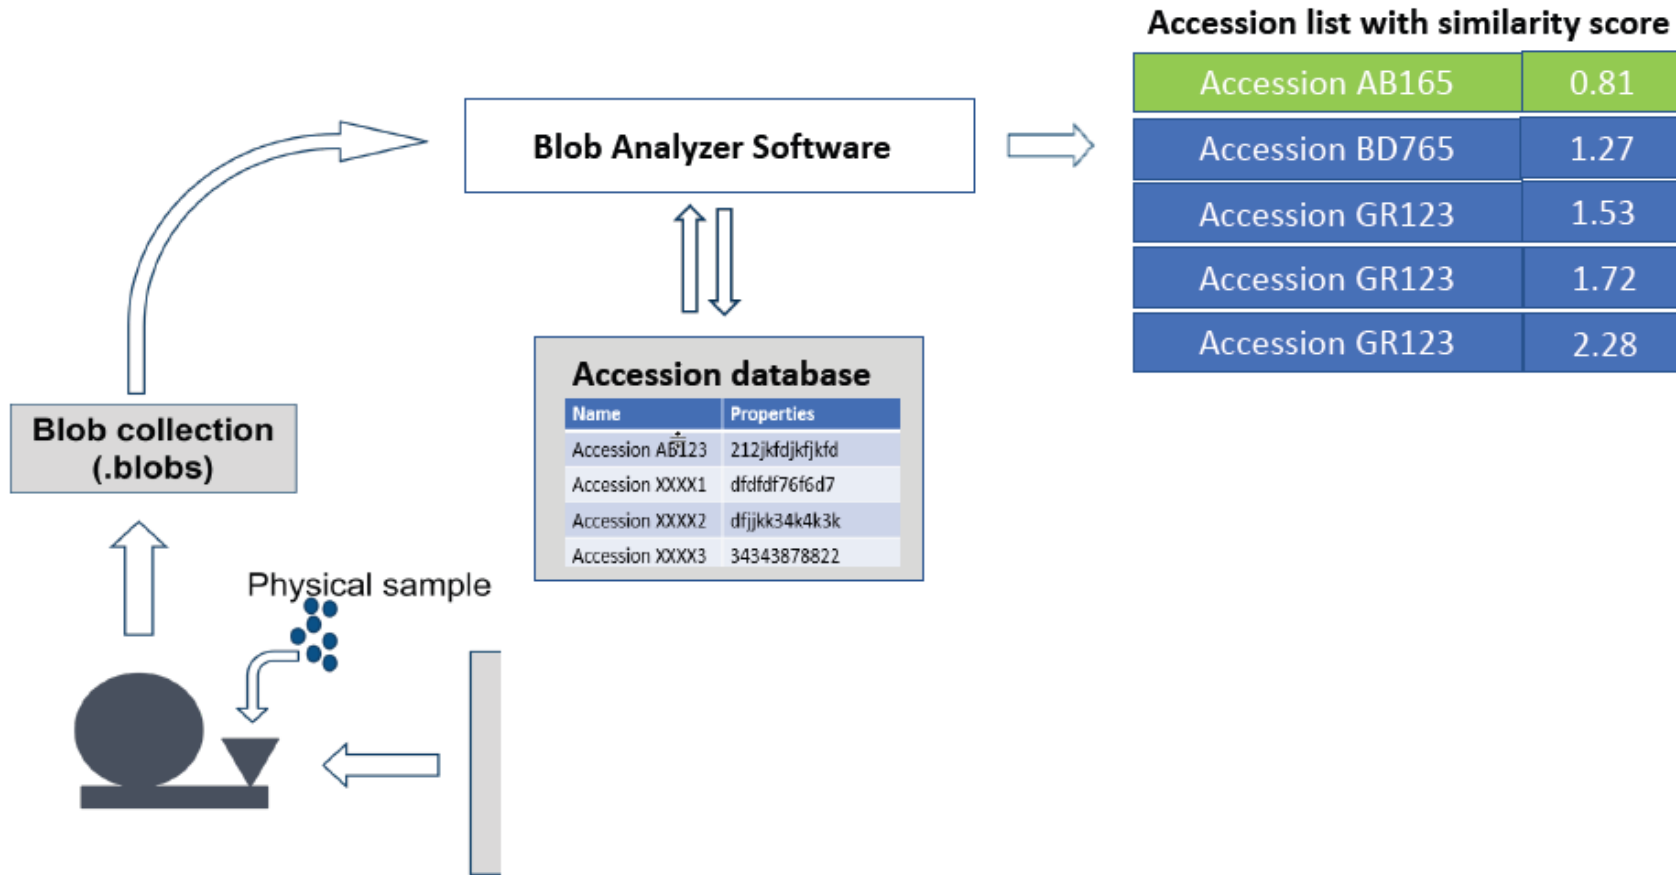 Accession list with similarity score
Accession AB165 0.81
Accession BD765 1.27
Accession GR123 1.53
Accession GR123 1.72
Accession GR123 2.28
Blob Analyzer Software
Accession database
Name Properties
Accession AB123 212jkfdjkfjkfd
Accession XXXX1 dfdfdf76f6d7
Accession XXXX2 dfjjkk34k4k3k
Accession XXXX3 34343878822
Blob collection
(.blobs)
Physical sample